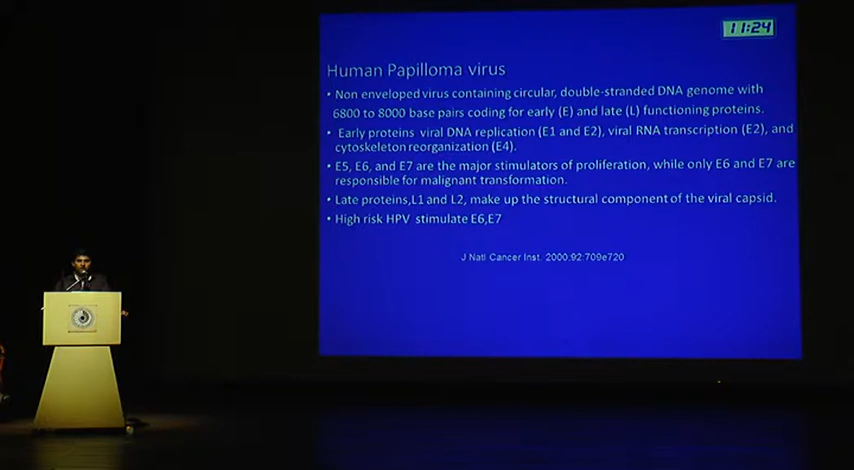 11:24
Human Papilloma virus
• Non enveloped virus containing circular, double-stranded DNA genome with
6800 to 8000 base pairs coding for early (E) and late (L) functioning proteins.
• Early proteins viral DNA replication (E1 and E2), viral RNA transcription (E2), and
cytoskeleton reorganization (E4).
• E5, E6, and E7 are the major stimulators of proliferation, while only E6 and E7 are
responsible for malignant transformation.
• Late proteins,L1 and L2, make up the structural component of the viral capsid.
• High risk HPV stimulate E6,E7
J Natl Cancer Inst. 2000;92:709e720